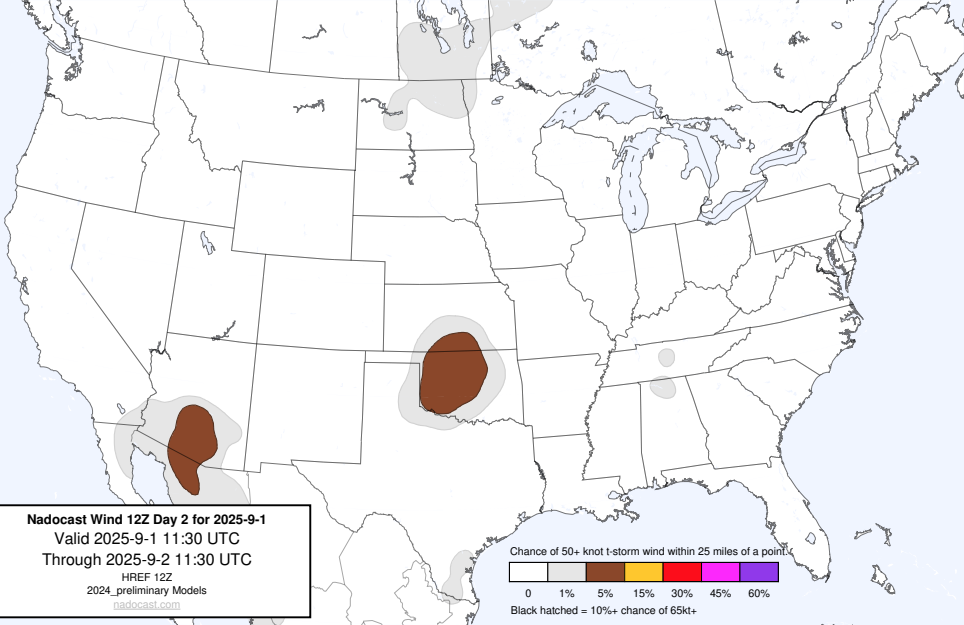 Nadocast Wind 12Z Day 2 for 2025-9-1
Valid 2025-9-1 11:30 UTC
Through 2025-9-2 11:30 UTC
HREF 12Z
2024_preliminary Models
nadocast.com
Chance of 50+ knot t-storm wind within 25 miles of a point.
0 1% 5% 15% 30% 45% 60%
Black hatched = 10%+ chance of 65kt+